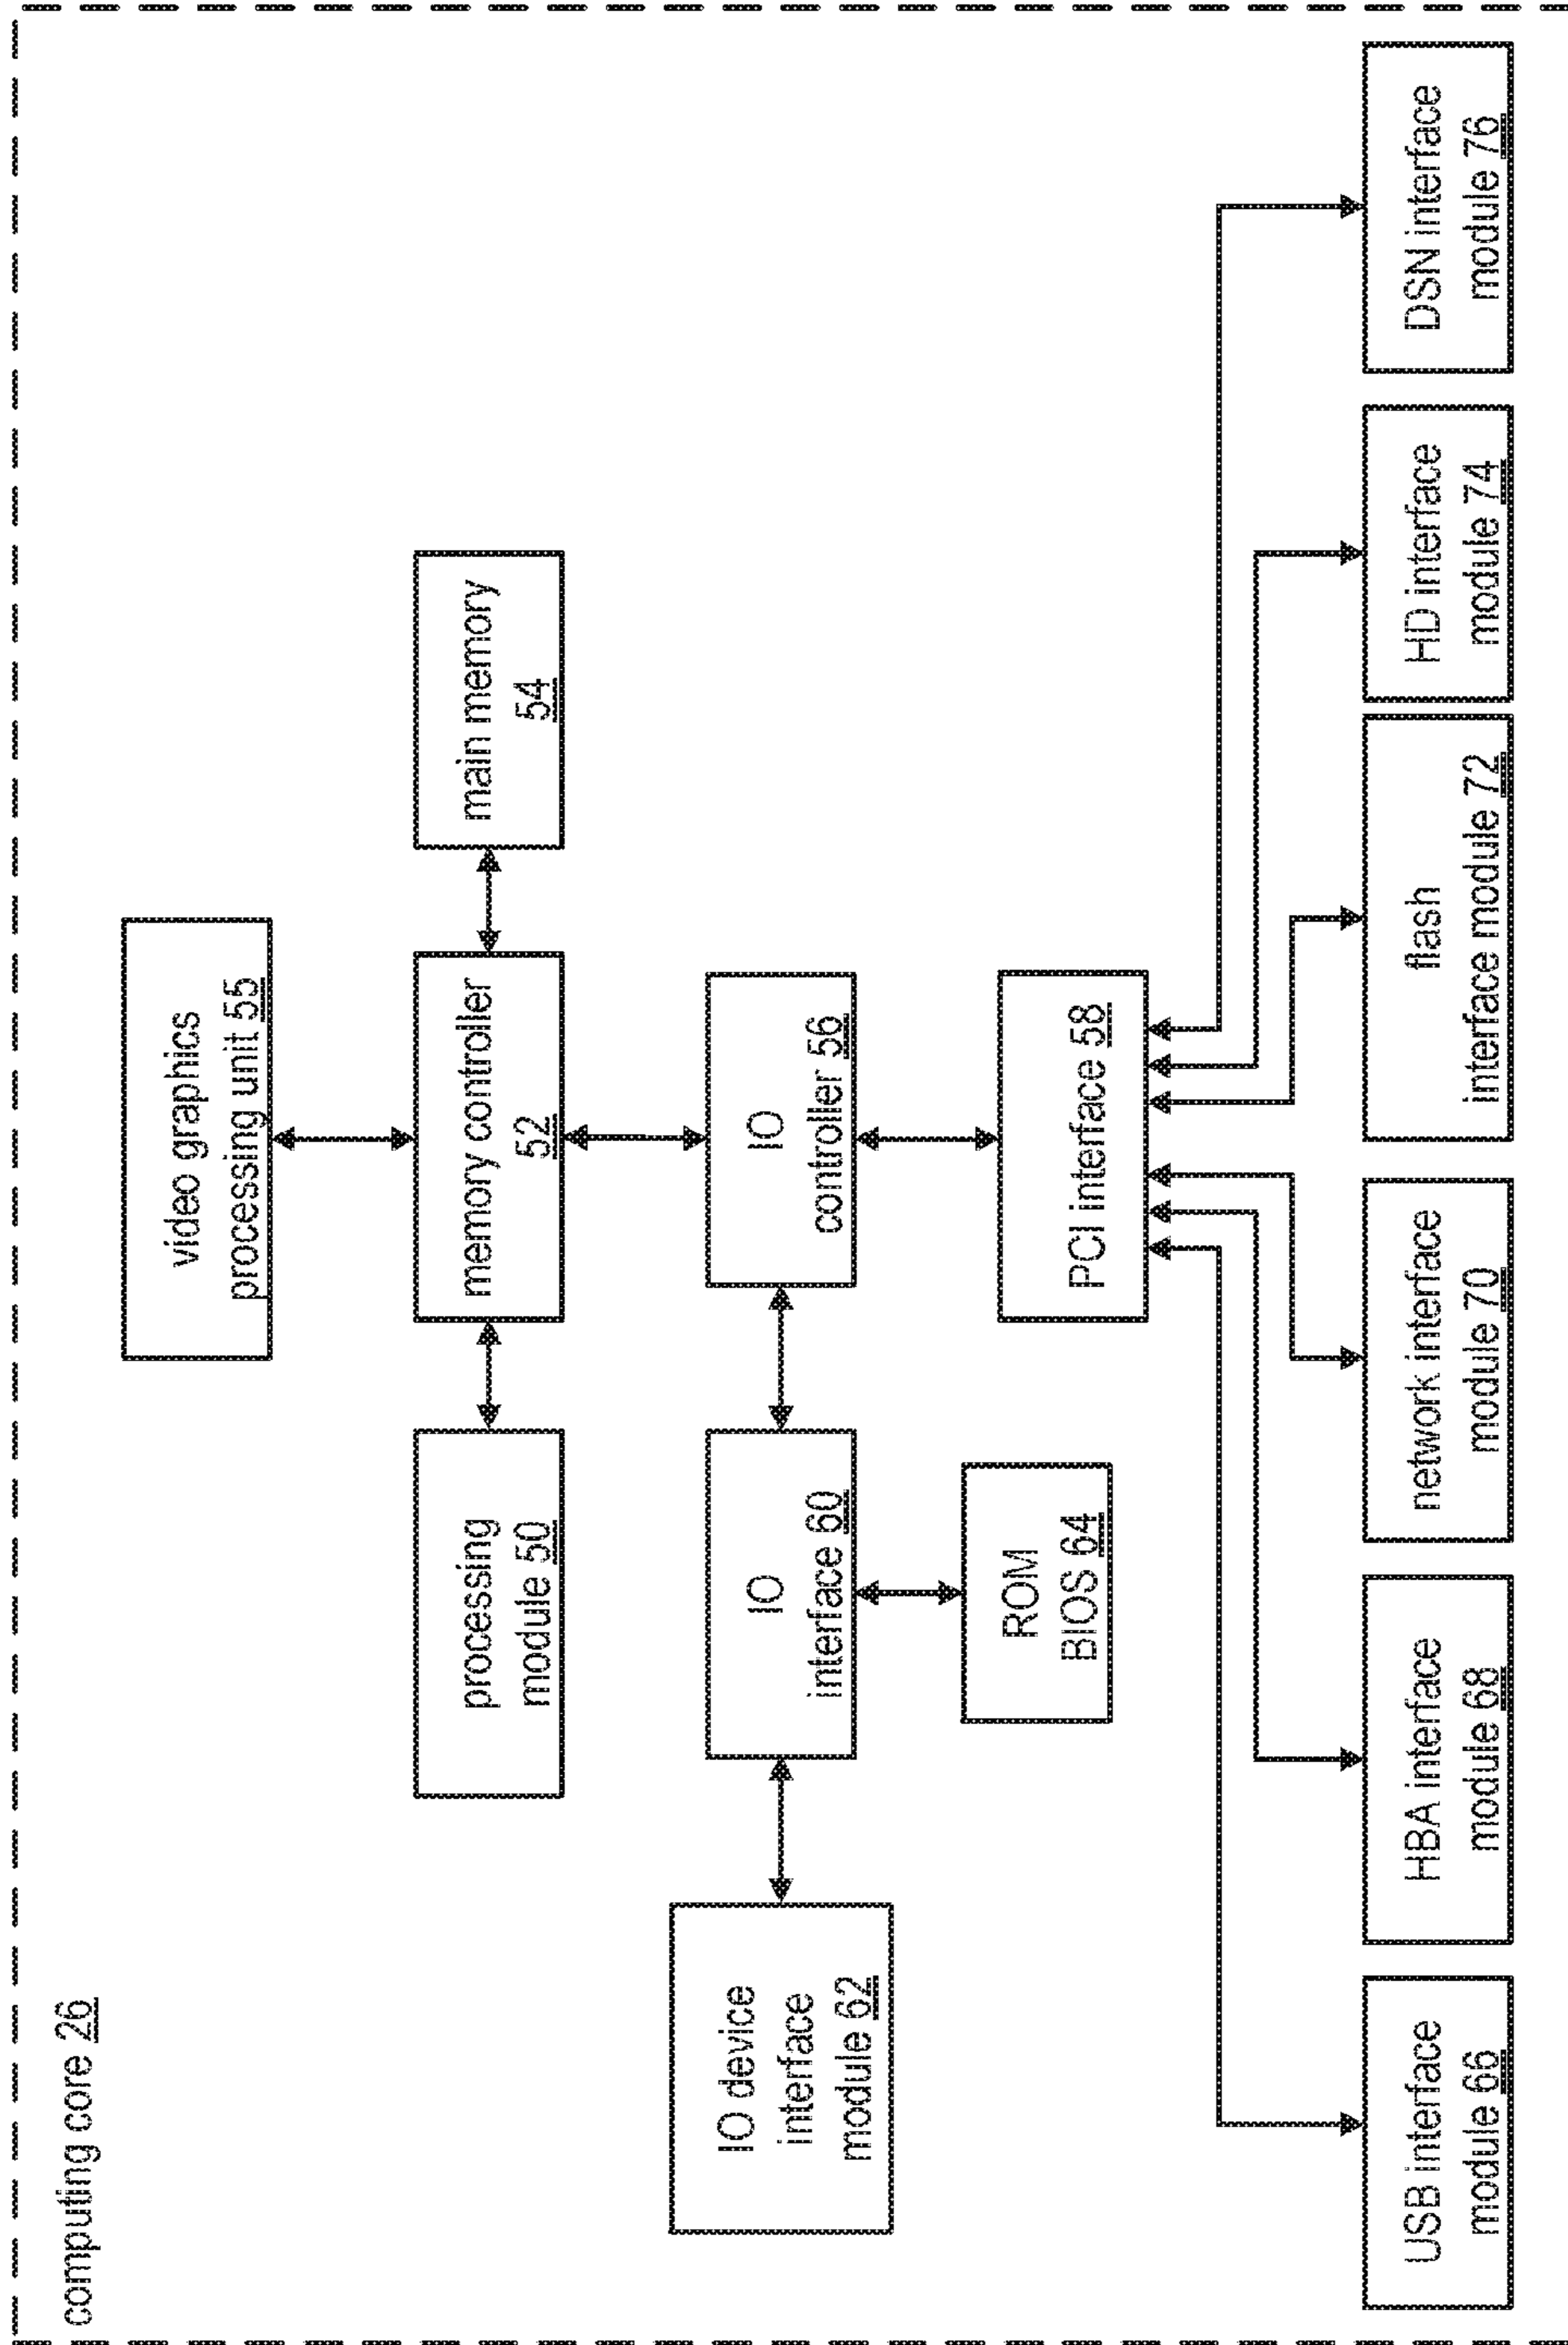 computing core 26
video graphics
processing unit 55
processing
module 50
memory controller
52
main memory
54
IO device
interface
module 62
IO
interface 60
IO
controller 56
ROM
BIOS 64
PCI interface 58
USB interface
module 66
HBA interface
module 68
network interface
module 70
flash
interface module 72
HD interface
module 74
DSN interface
module 76